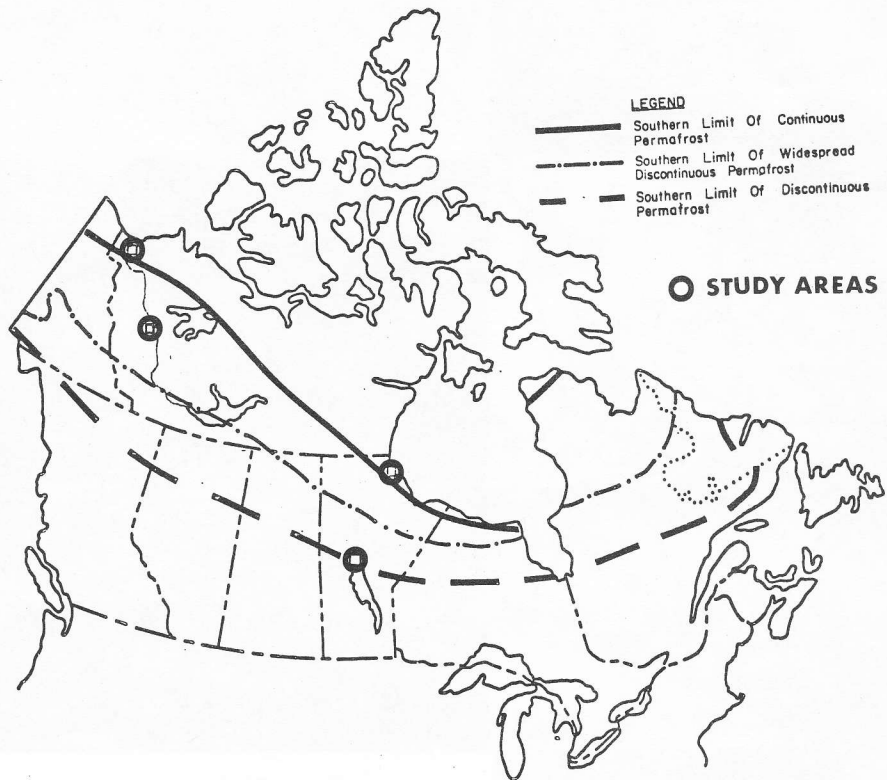 LEGEND
Southern Limit Of Continuous
Permafrost
Southern Limit Of Widespread
Discontinuous Permafrost
Southern Limit Of Discontinuous
Permafrost
STUDY AREAS